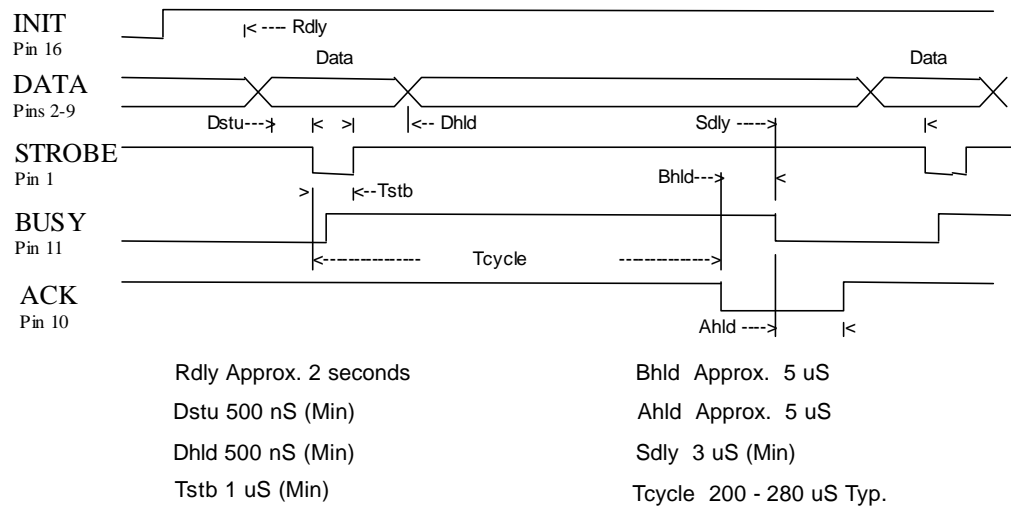 INIT
Pin 16
< ---- Rdly
Data
Data
DATA
Pins 2-9
Dstu--->
< >
<-- Dhld
Sdly ----->
<
STROBE
Pin 1
>
<--Tstb
Bhld--->
<
BUSY
Pin 11
<-------------- Tcycle ------------->
ACK
Pin 10
Ahld ---->
<
Rdly Approx. 2 seconds
Dstu 500 nS (Min)
Dhld 500 nS (Min)
Tstb 1 uS (Min)
Bhld Approx. 5 uS
Ahld Approx. 5 uS
Sdly 3 uS (Min)
Tcycle 200 - 280 uS Typ.